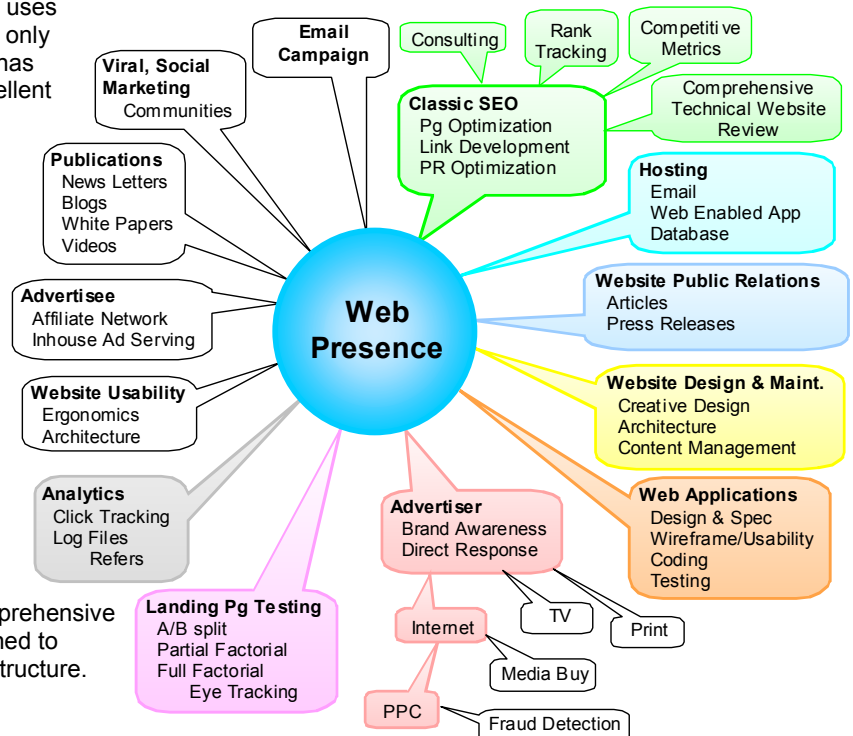 uses
only
has
ellent
Email
Campaign
Viral, Social
Marketing
Communities
Publications
News Letters
Blogs
White Papers
Videos
Advertisee
Affiliate Network
Inhouse Ad Serving
Website Usability
Ergonomics
Architecture
Analytics
Click Tracking
Log Files
Refers
prehensive
ned to
structure.
Landing Pg Testing
A/B split
Partial Factorial
Full Factorial
Eye Tracking
Web
Presence
Consulting
Rank
Tracking
Competitive
Metrics
Comprehensive
Technical Website
Review
Classic SEO
Pg Optimization
Link Development
PR Optimization
Hosting
Email
Web Enabled App
Database
Website Public Relations
Articles
Press Releases
Website Design & Maint.
Creative Design
Architecture
Content Management
Web Applications
Design & Spec
Wireframe/Usability
Coding
Testing
Advertiser
Brand Awareness
Direct Response
TV
Print
Internet
Media Buy
PPC
Fraud Detection